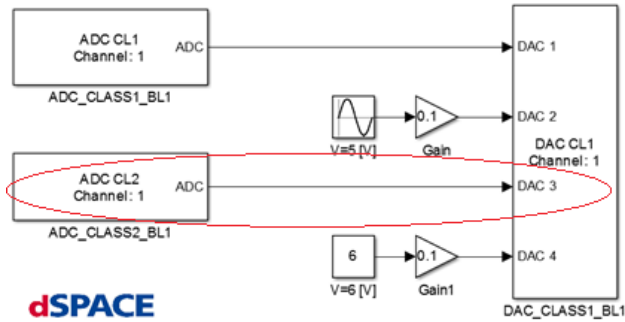 ADC CL1
Channel: 1
ADC
ADC_CLASS1_BL1
DAC 1
V=5 [V]
0.1
Gain
DAC 2
DAC CL1
Channel: 1
ADC CL2
Channel: 1
ADC
ADC_CLASS2_BL1
DAC 3
6
V=6 [V]
0.1
Gain1
DAC 4
DAC_CLASS1_BL1
dSPACE